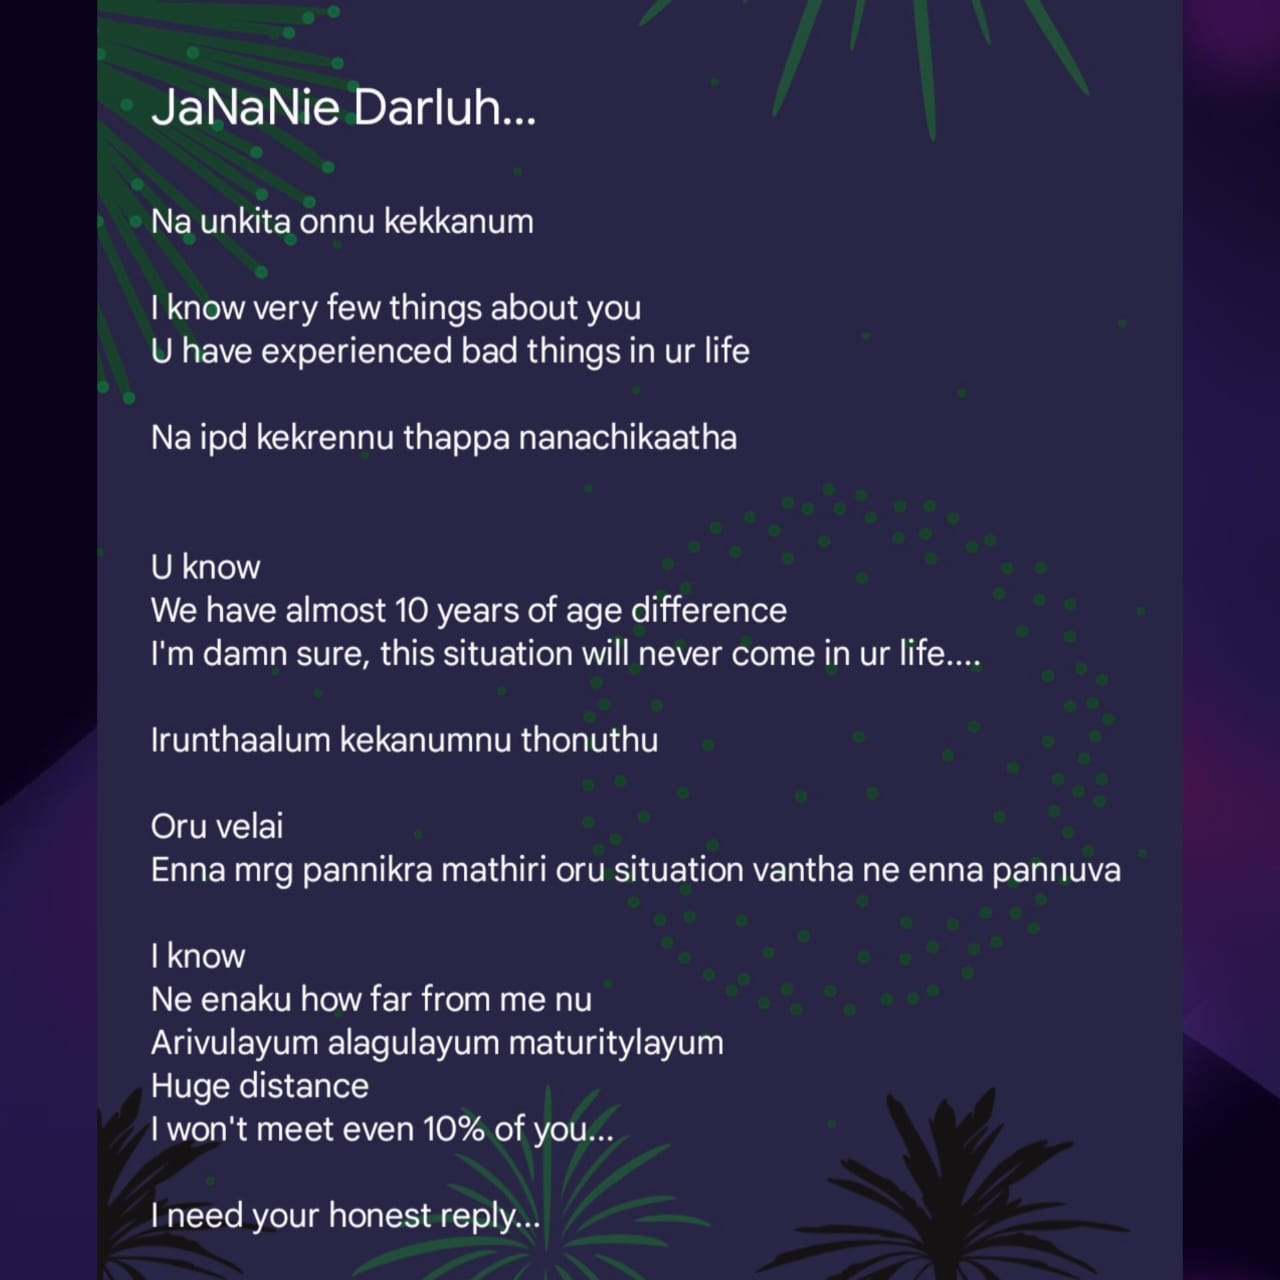 JaNaNie Darluh...
Na unkita onnu kekkanum
I know very few things about you
U have experienced bad things in ur life
Na ipd kekrennu thappa nanachikaatha
U know
We have almost 10 years of age difference
I'm damn sure, this situation will never come in ur life....
Irunthaalum kekanumnu thonuthu
Oru velai
Enna mrg pannikra mathiri oru situation vantha ne enna pannuva
I know
Ne enaku how far from me nu
Arivulayum alagulayum maturitylayum
Huge distance
I won't meet even 10% of you...
I need your honest reply...